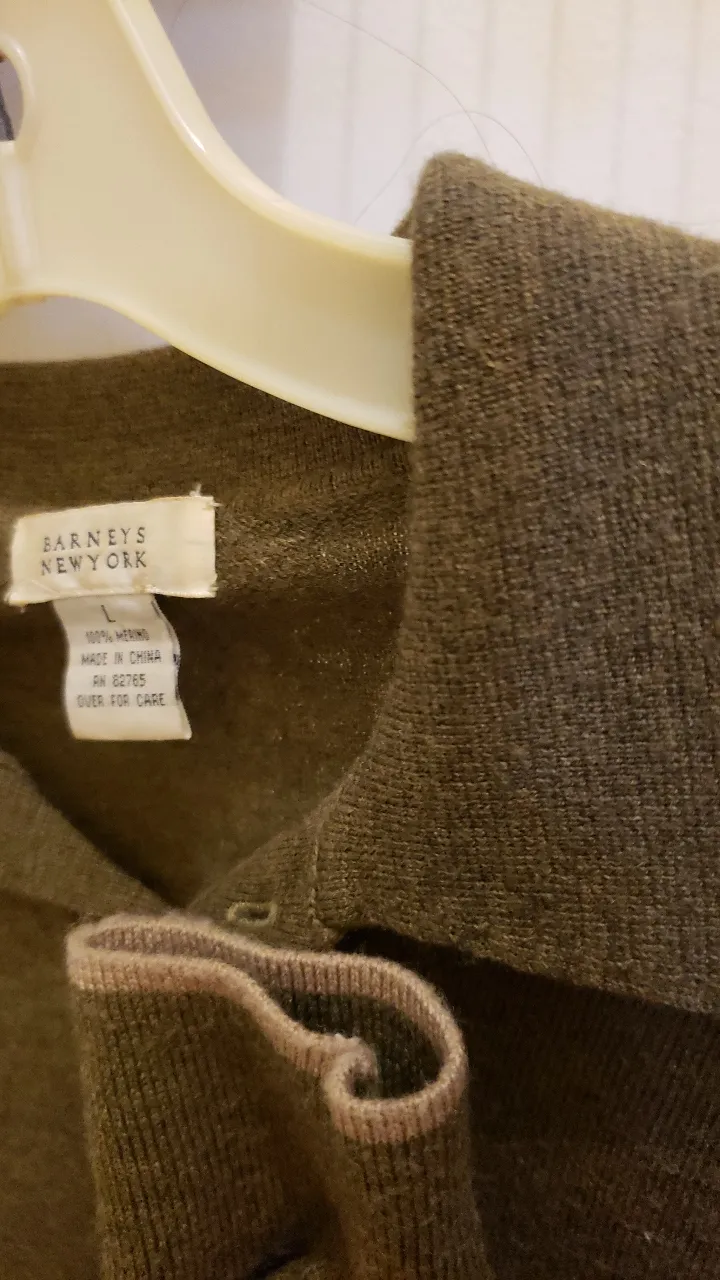 BARNEYS
NEWYORK
L
100% MERINO
MADE IN CHINA
RN 82765
OVER FOR CARE